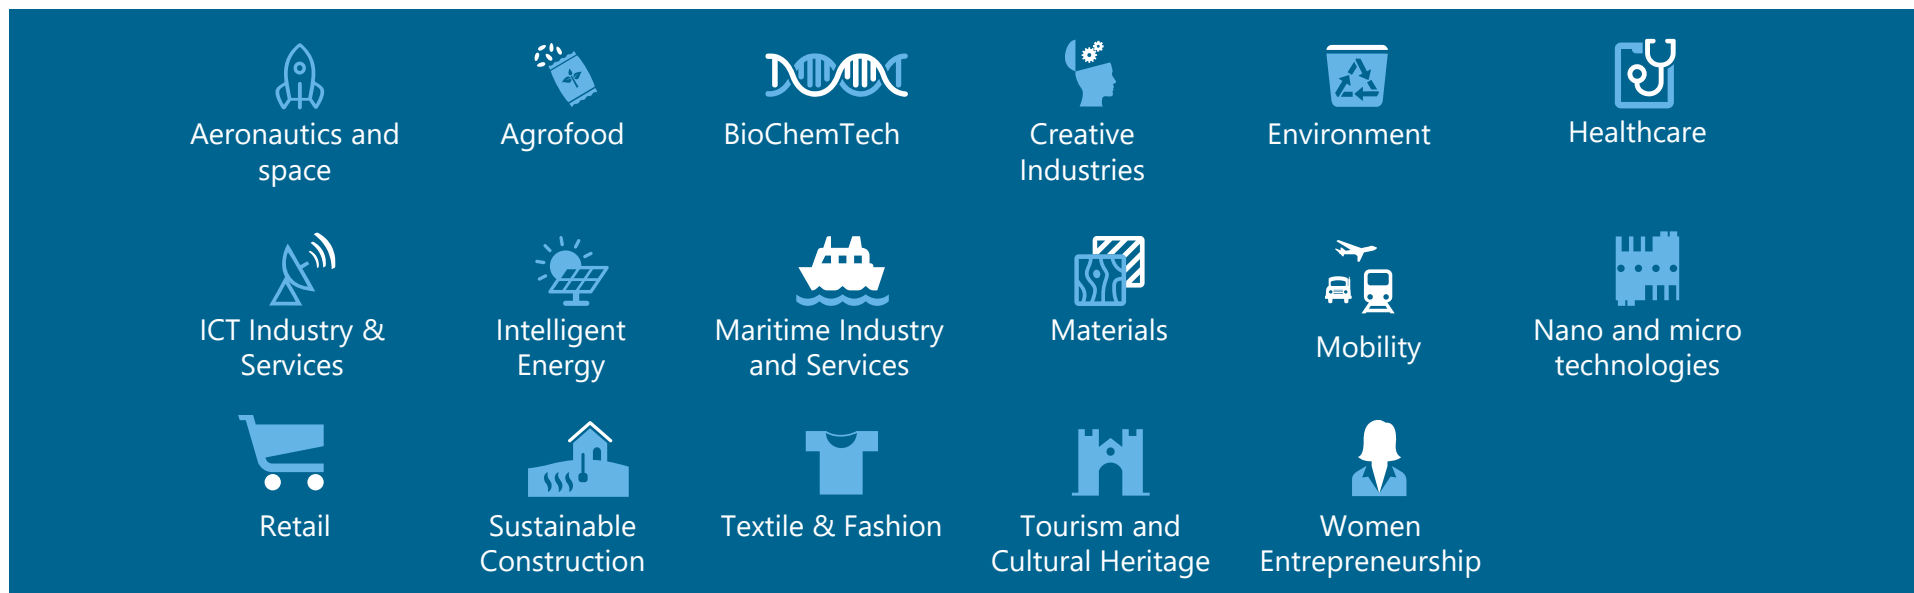 Aeronautics and
space
Agrofood
BioChemTech
Creative
Industries
Environment
Healthcare
ICT Industry &
Services
Intelligent
Energy
Maritime Industry
and Services
Materials
Mobility
Nano and micro
technologies
Retail
Sustainable
Construction
Textile & Fashion
Tourism and
Cultural Heritage
Women
Entrepreneurship